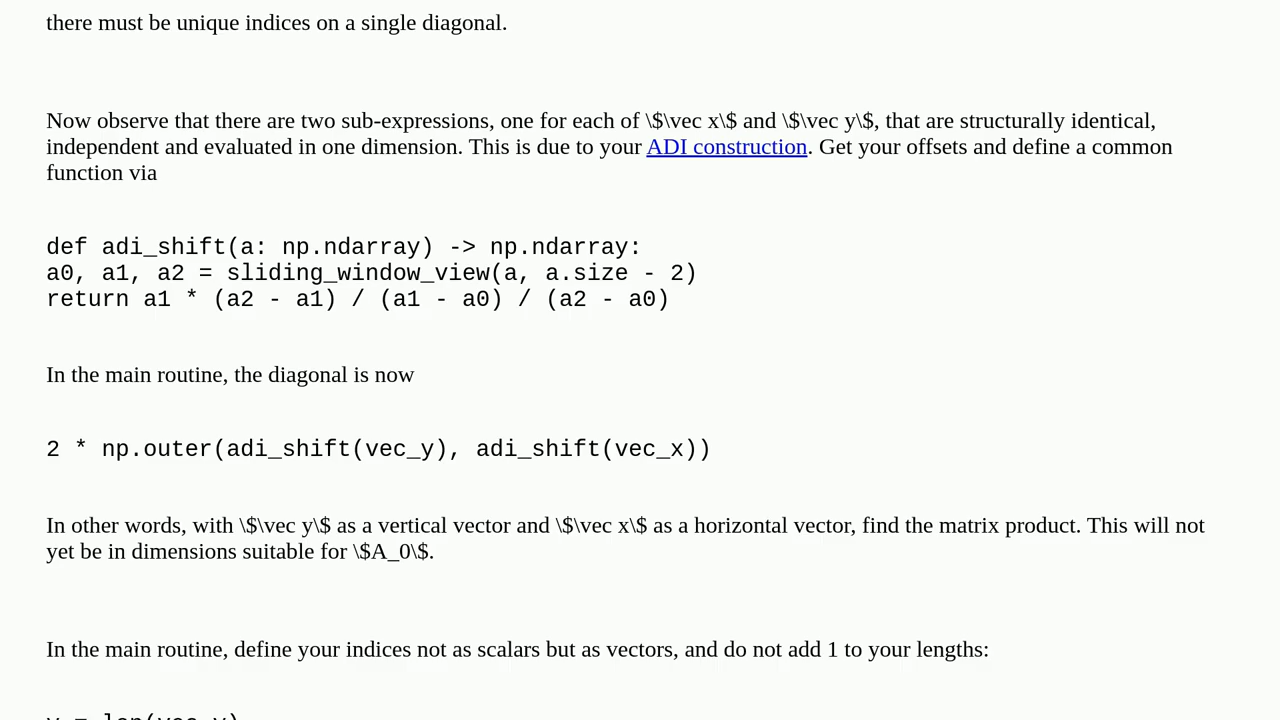 there must be unique indices on a single diagonal.
Now observe that there are two sub-expressions, one for each of \$\vec x\$ and \$\vec y\$, that are structurally identical,
independent and evaluated in one dimension. This is due to your ADI construction. Get your offsets and define a common
function via
def adi_shift(a: np.ndarray) -> np.ndarray:
a0, a1, a2 = sliding_window_view(a, a.size - 2)
return a1 * (a2 - a1) / (a1 - a0) / (a2 - a0)
In the main routine, the diagonal is now
2 * np.outer(adi_shift(vec_y), adi_shift(vec_x))
In other words, with \$\vec y\$ as a vertical vector and \$\vec x\$ as a horizontal vector, find the matrix product. This will not
yet be in dimensions suitable for \$A_0\$.
In the main routine, define your indices not as scalars but as vectors, and do not add 1 to your lengths:
y = len(vec_y)